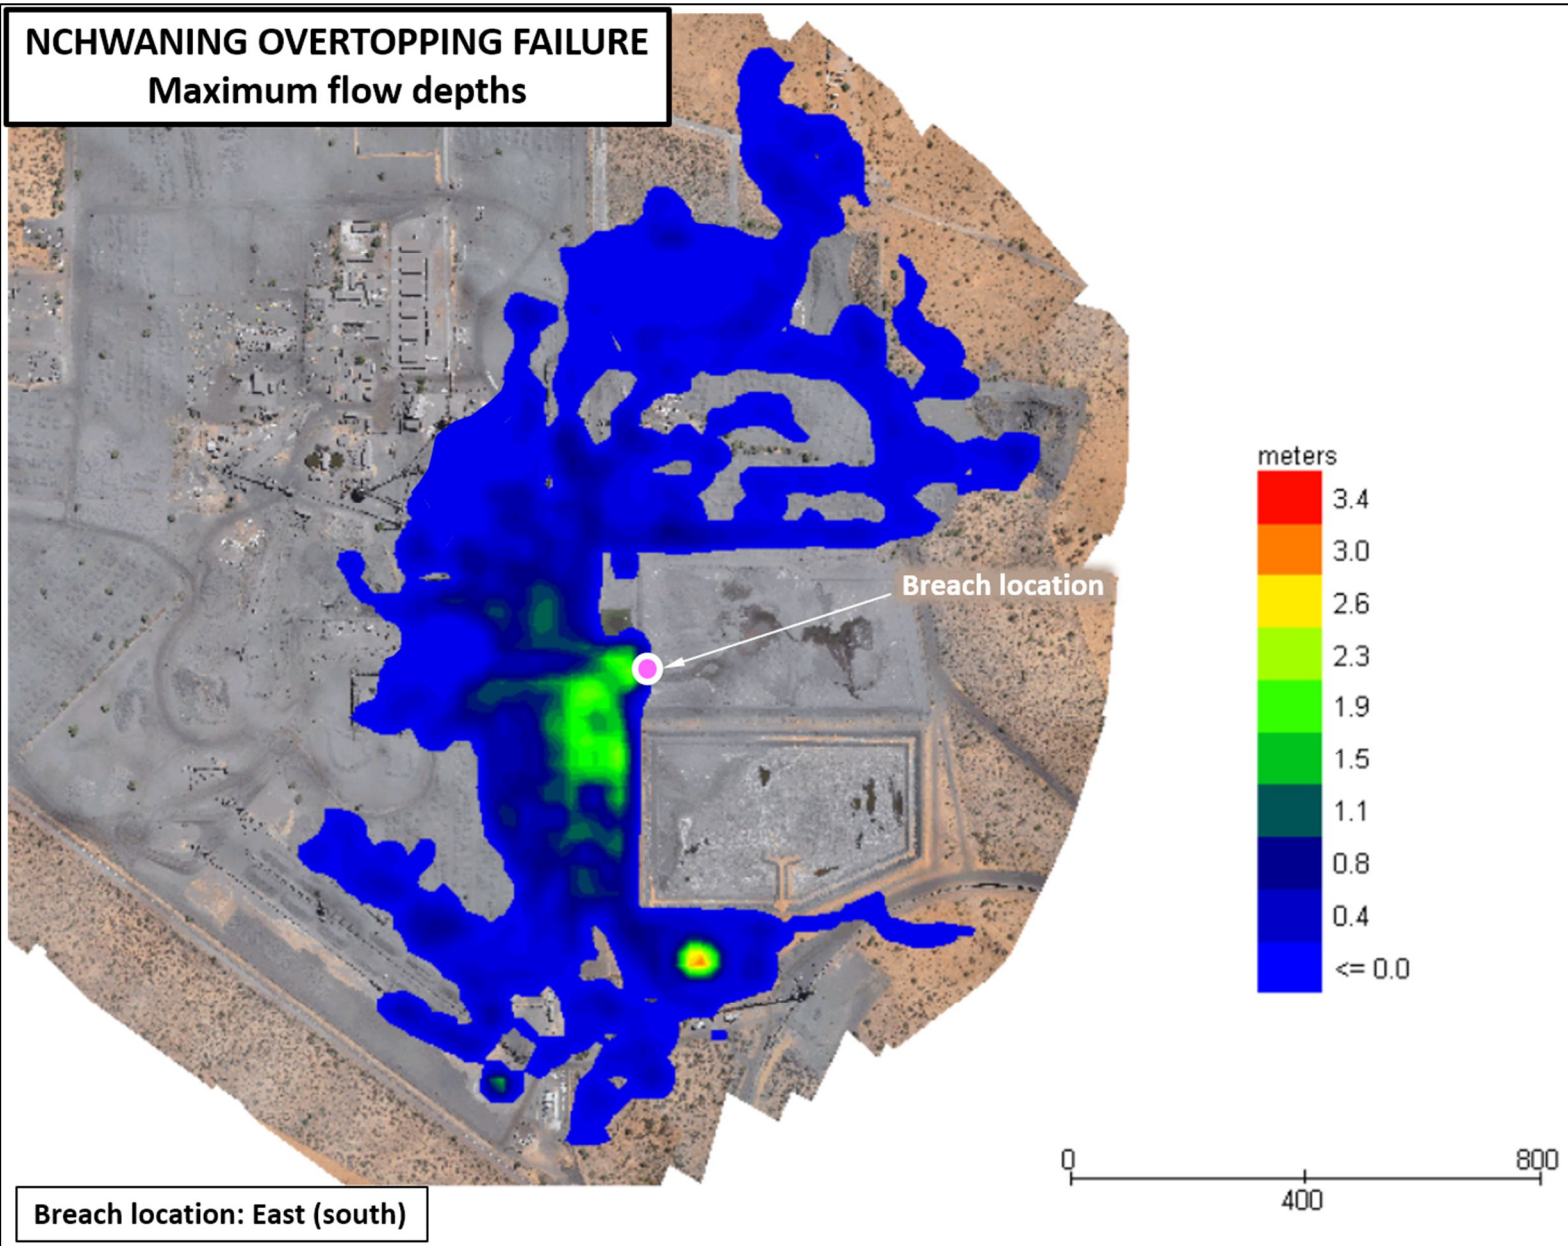 NCHWANING OVERTOPPING FAILURE
Maximum flow depths
meters
3.4
3.0
2.6
2.3
1.9
1.5
1.1
0.8
0.4
<= 0.0
Breach location
0
800
400
Breach location: East (south)